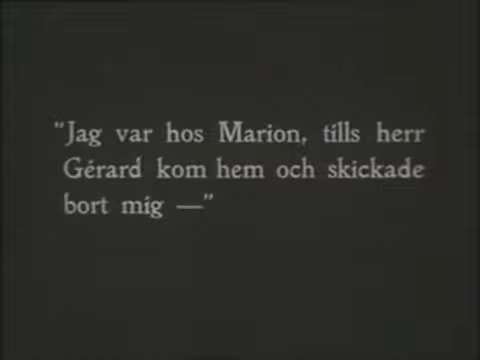 "Jag var hos Marion, tills herr
Gérard kom hem och skickade
bort mig —"